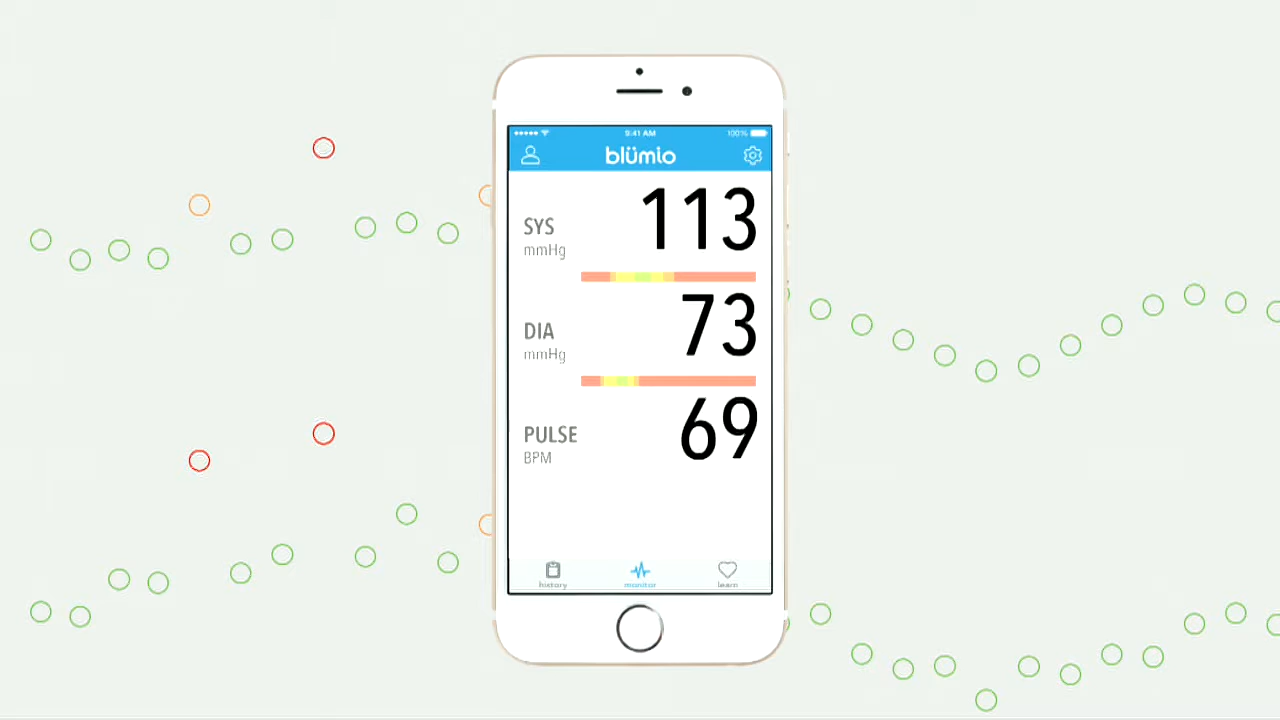 9:41 AM
100%
blümio
SYS
mmHg
113
DIA
mmHg
73
PULSE
BPM
69
history
monitor
learn